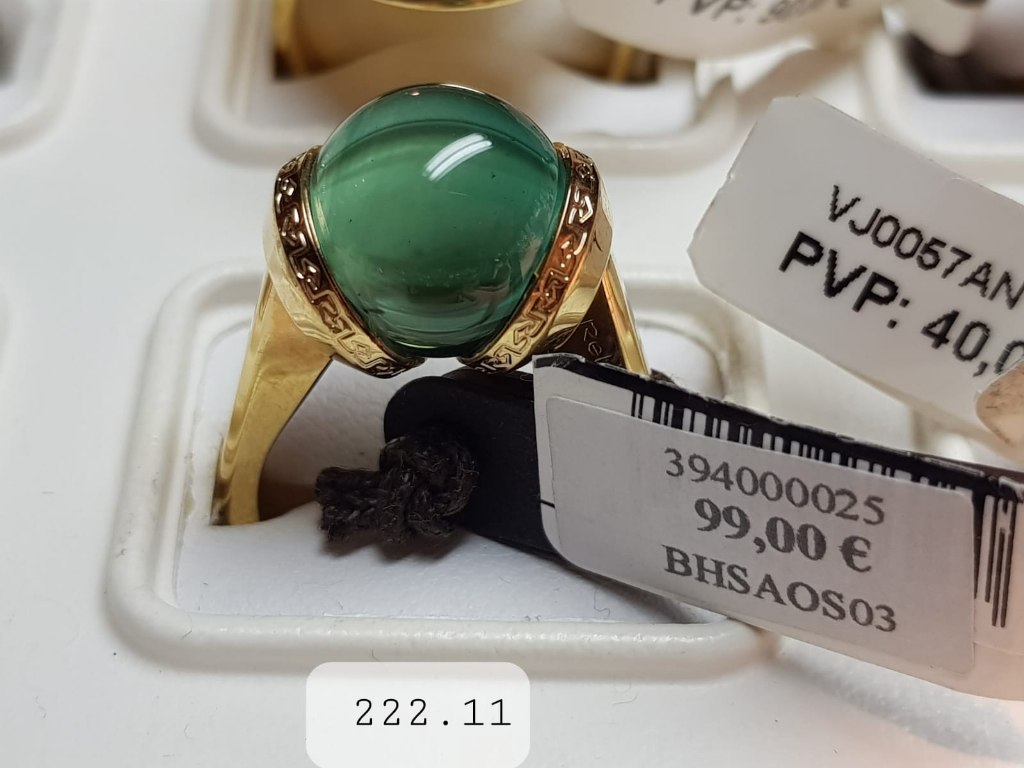 VJ0057AN
PVP: 40,0
394000025
99,00 €
BHSAOS03
222.11